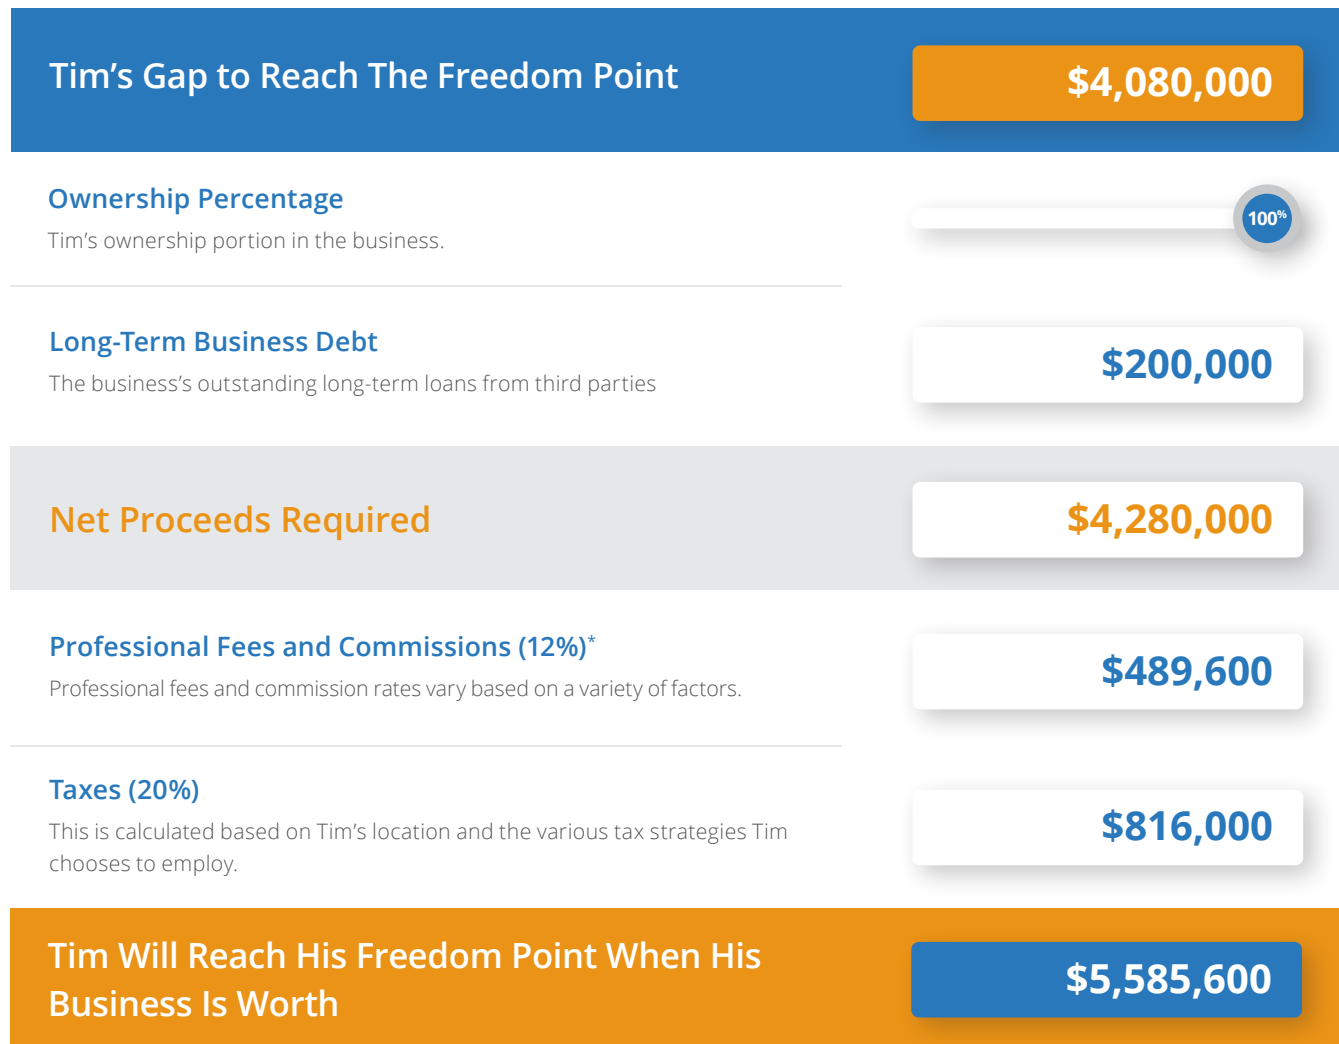 Tim’s Gap to Reach The Freedom Point
$4,080,000
Ownership Percentage
Tim’s ownership portion in the business.
100%
Long-Term Business Debt
The business’s outstanding long-term loans from third parties
$200,000
Net Proceeds Required
$4,280,000
Professional Fees and Commissions (12%)*
Professional fees and commission rates vary based on a variety of factors.
$489,600
Taxes (20%)
This is calculated based on Tim’s location and the various tax strategies Tim
chooses to employ.
$816,000
Tim Will Reach His Freedom Point When His
Business Is Worth
$5,585,600